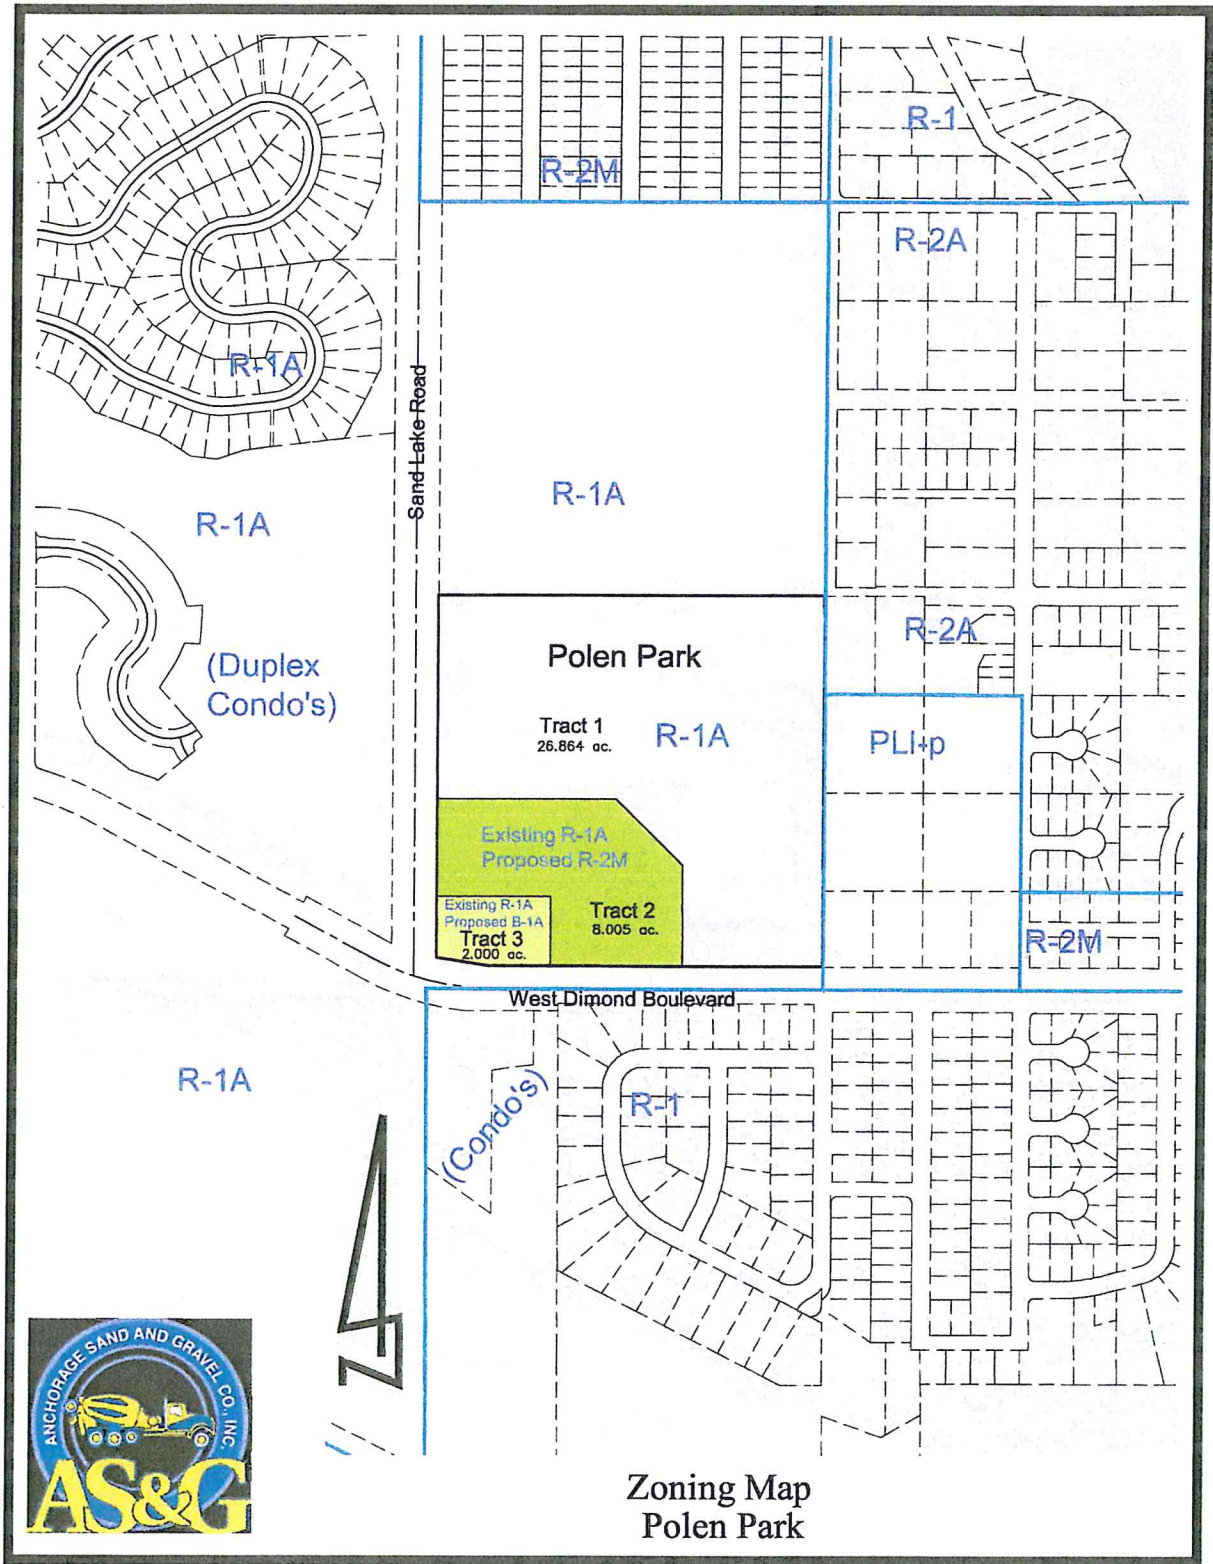 R-2M
R-1
R-2A
R-1A
Sand Lake Road
R-1A
R-1A
(Duplex
Condo's)
Polen Park
Tract 1
26.864 ac.
R-1A
R-2A
PLI-p
Existing R-1A
Proposed R-2M
Existing R-1A
Proposed B-1A
Tract 3
2.000 ac.
Tract 2
8.005 ac.
R-2M
West Dimond Boulevard
R-1A
(Condo's)
R-1
ANCHORAGE SAND AND GRAVEL CO., INC.
AS&G
Zoning Map
Polen Park